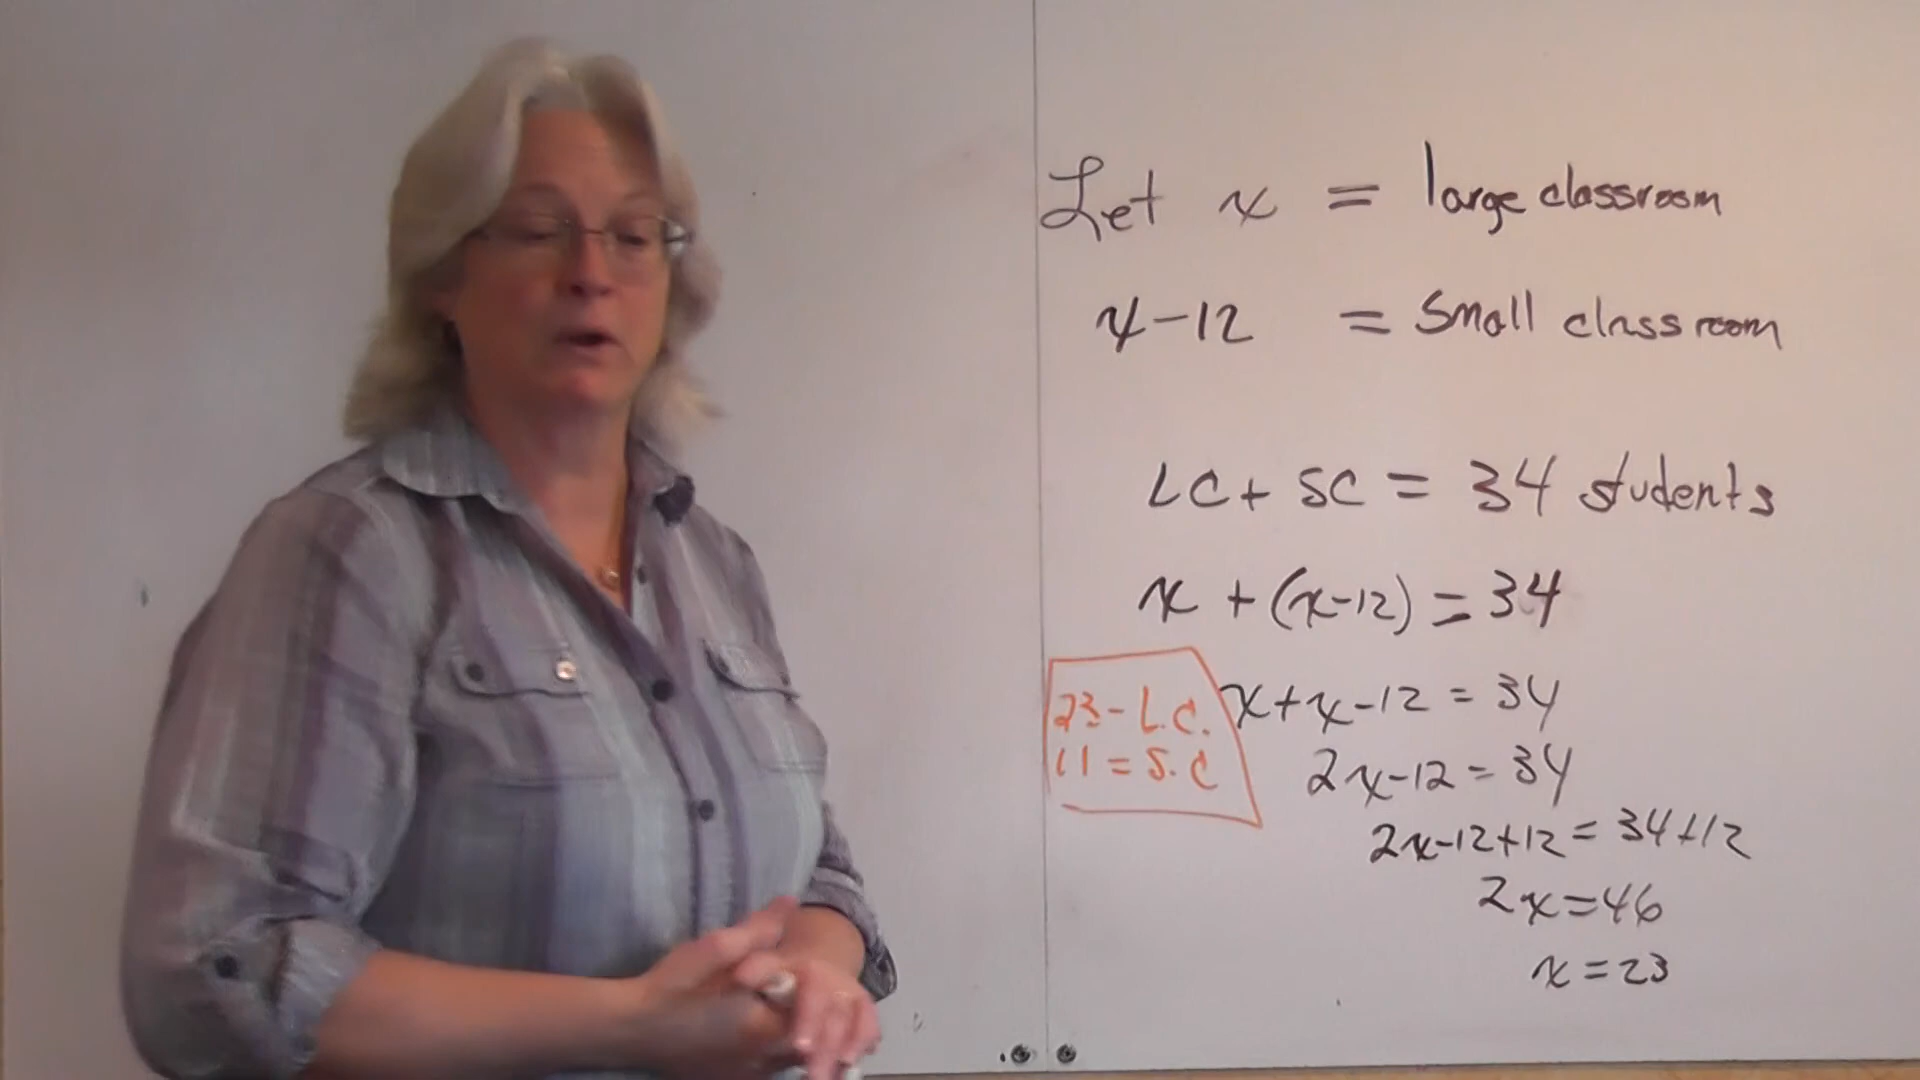 Let x = large classroom
x-12 = Small classroom
LC + SC = 34 students
x + (x-12) = 34
x+x-12 = 34
2x-12 = 34
2x-12+12 = 34+12
2x=46
x=23
23- L.C.
11 = S.C